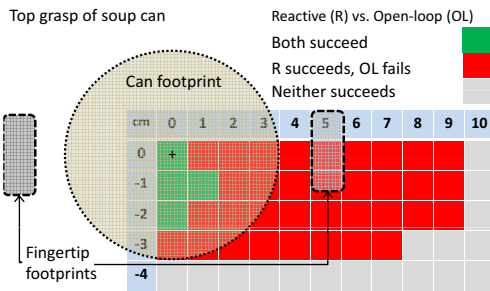 Top grasp of soup can
Reactive (R) vs. Open-loop (OL)
Both succeed
R succeeds, OL fails
Neither succeeds
Can footprint
cm 0 1 2 3 4 5 6 7 8 9 10
0 +
-1
-2
-3
-4
Fingertip
footprints